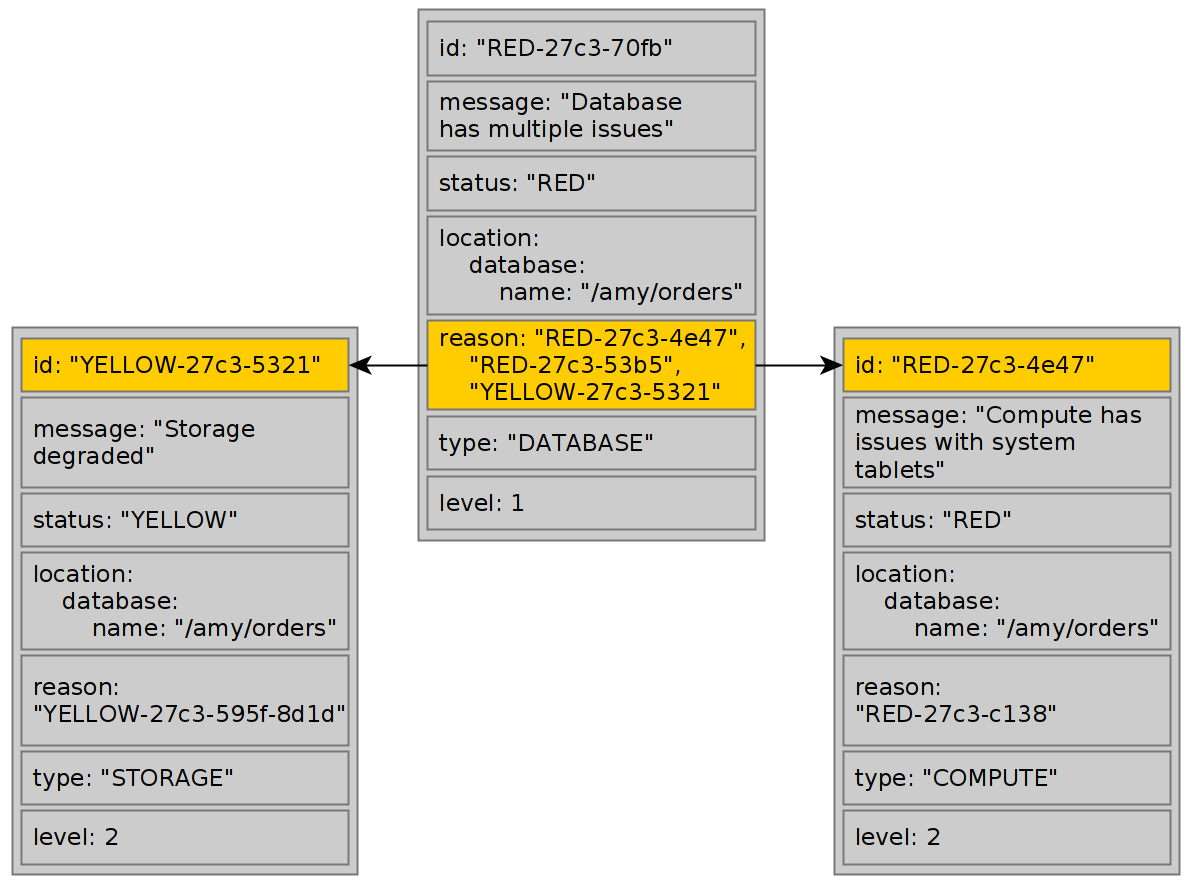 id: "RED-27c3-70fb"
message: "Database
has multiple issues"
status: "RED"
location:
database:
name: "/amy/orders"
reason: "RED-27c3-4e47",
"RED-27c3-53b5",
"YELLOW-27c3-5321"
type: "DATABASE"
level: 1
id: "YELLOW-27c3-5321"
message: "Storage
degraded"
status: "YELLOW"
location:
database:
name: "/amy/orders"
reason:
"YELLOW-27c3-595f-8d1d"
type: "STORAGE"
level: 2
id: "RED-27c3-4e47"
message: "Compute has
issues with system
tablets"
status: "RED"
location:
database:
name: "/amy/orders"
reason:
"RED-27c3-c138"
type: "COMPUTE"
level: 2